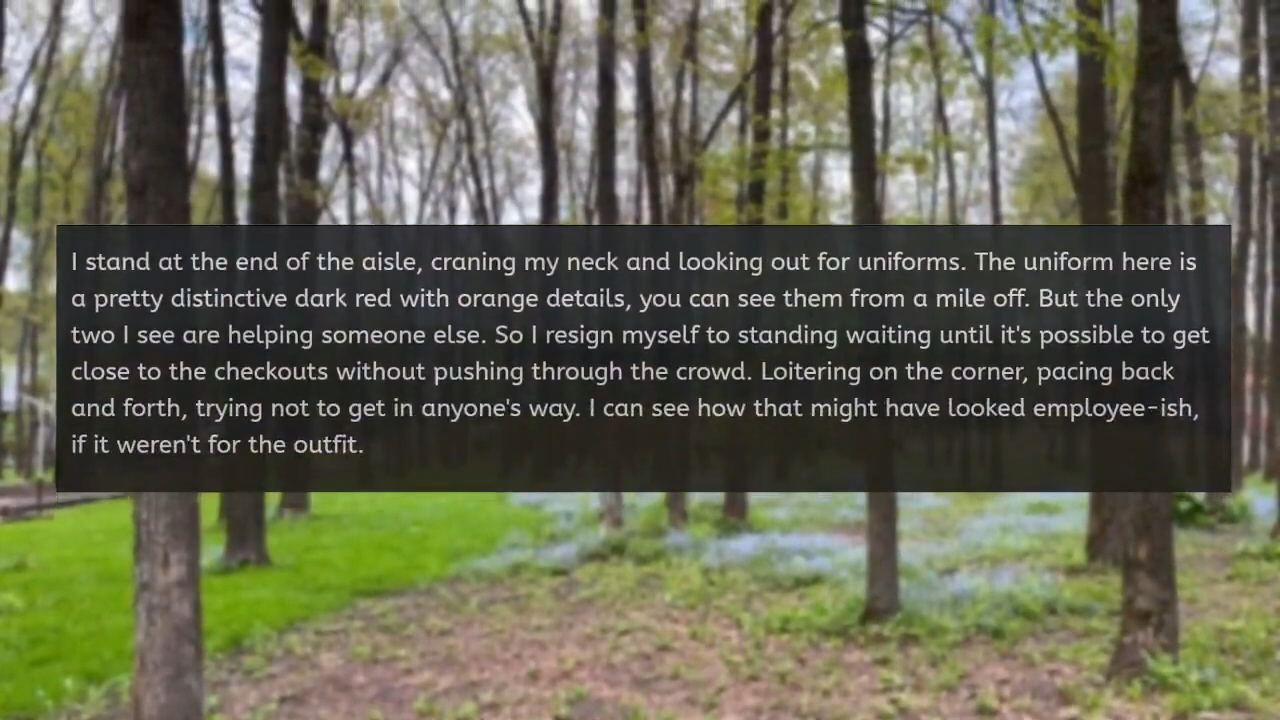 I stand at the end of the aisle, craning my neck and looking out for uniforms. The uniform here is
a pretty distinctive dark red with orange details, you can see them from a mile off. But the only
two I see are helping someone else. So I resign myself to standing waiting until it's possible to get
close to the checkouts without pushing through the crowd. Loitering on the corner, pacing back
and forth, trying not to get in anyone's way. I can see how that might have looked employee-ish,
if it weren't for the outfit.